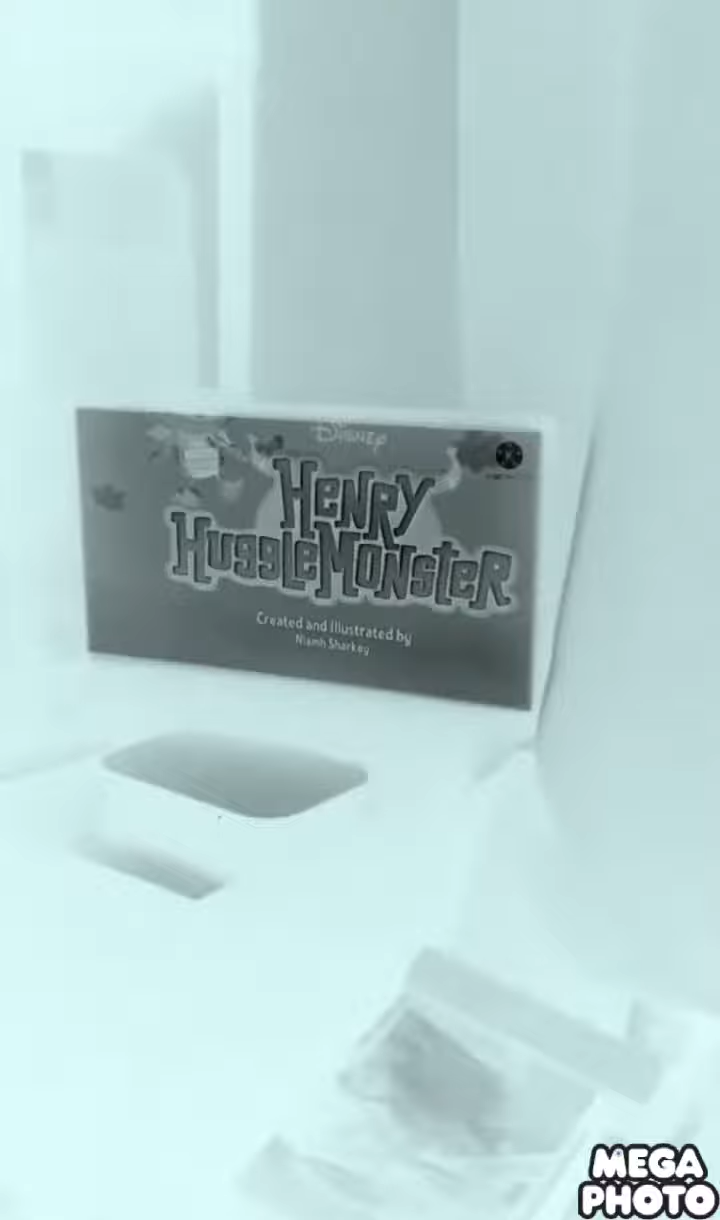 Disney
HENRY
HUGGLEMONSTER
Created and Illustrated by
Niamh Sharkey
MEGA
PHOTO